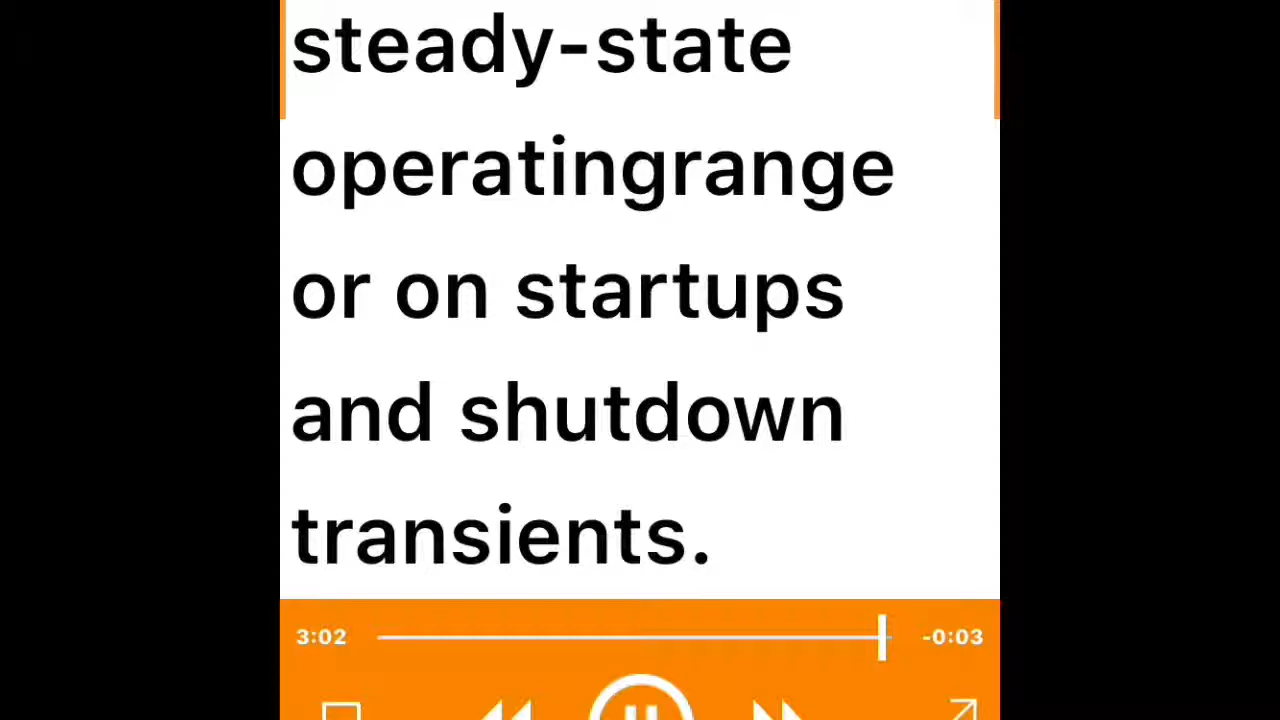 steady-state
operatingrange
or on startups
and shutdown
transients.
3:02
-0:03